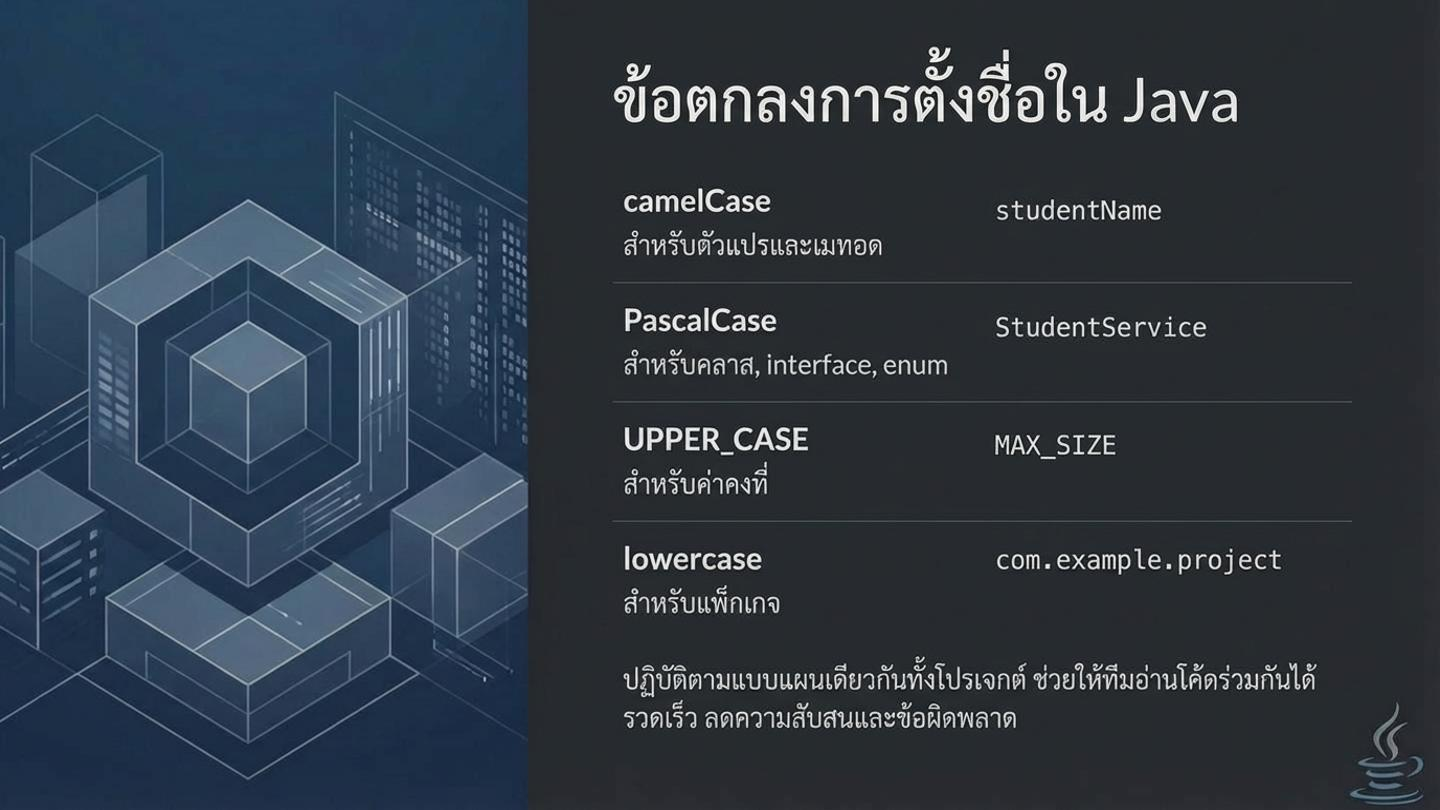 ข้อตกลงการตั้งชื่อใน Java
camelCase
studentName
สำหรับตัวแปรและเมทอด
PascalCase
StudentService
สำหรับคลาส, interface, enum
UPPER_CASE
MAX_SIZE
สำหรับค่าคงที่
lowercase
com.example.project
สำหรับแพ็กเกจ
ปฏิบัติตามแบบแผนเดียวกันทั้งโปรเจกต์ ช่วยให้ทีมอ่านโค้ดร่วมกันได้
รวดเร็ว ลดความสับสนและข้อผิดพลาด